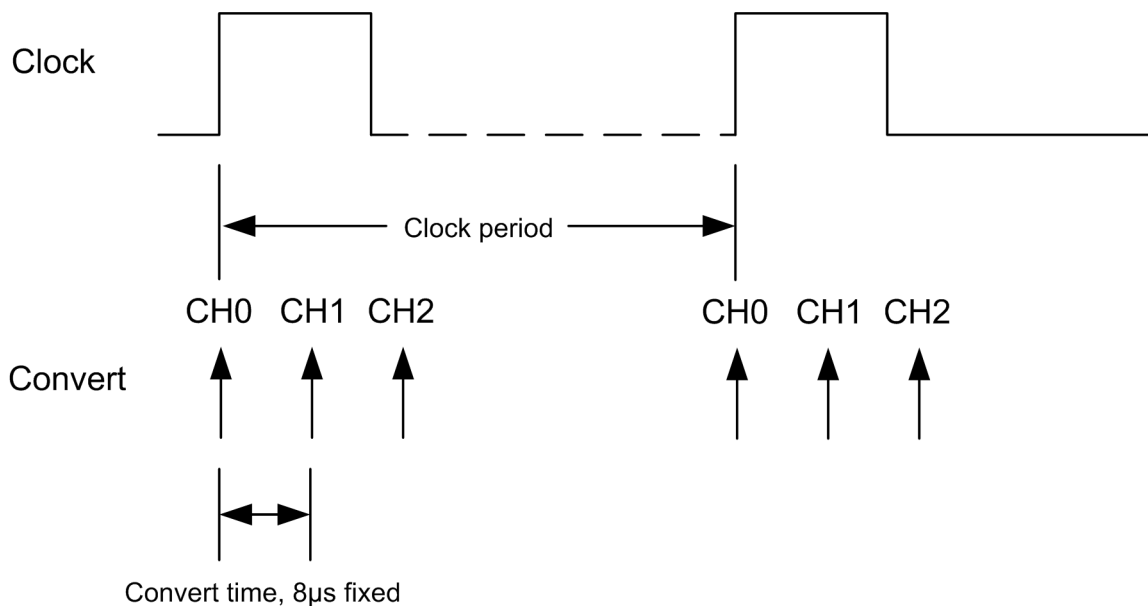 Clock
Clock period
CH0 CH1 CH2 CH0 CH1 CH2
Convert
Convert time, 8µs fixed